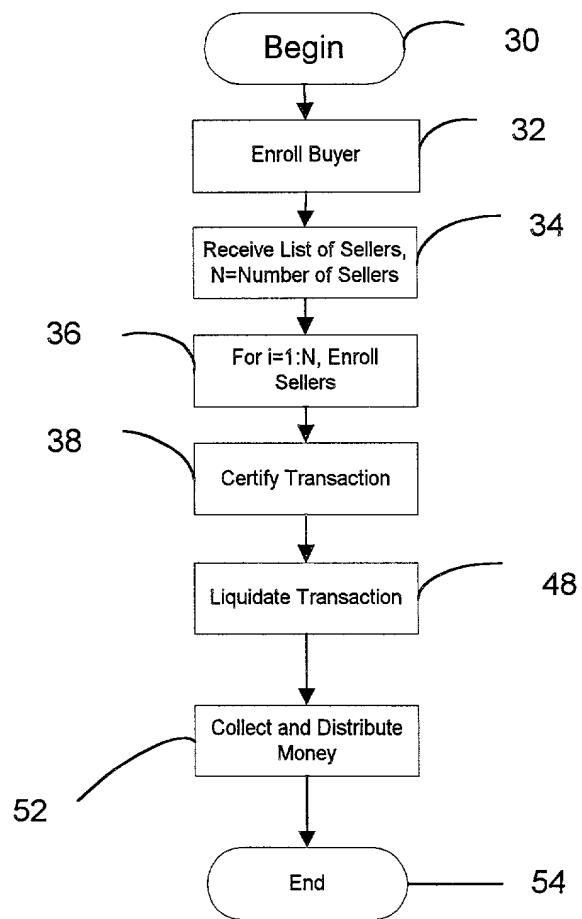 Begin
30
32
Enroll Buyer
34
Receive List of Sellers,
N=Number of Sellers
36
For i=1:N, Enroll
Sellers
38
Certify Transaction
48
Liquidate Transaction
Collect and Distribute
Money
52
End
54